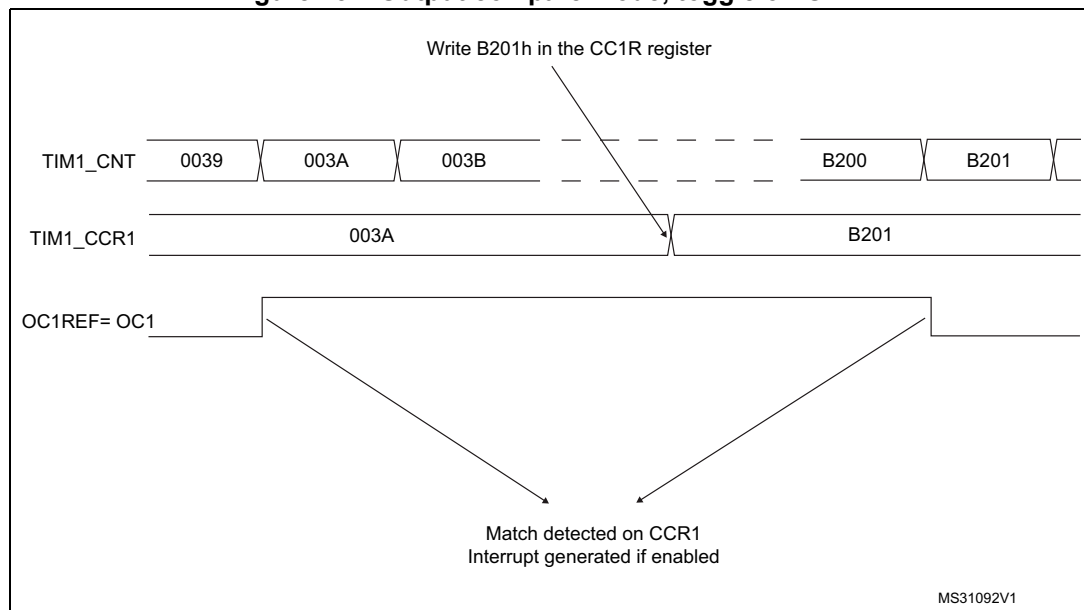 Write B201h in the CC1R register
TIM1_CNT 0039 003A 003B B200 B201
TIM1_CCR1 003A B201
OC1REF= OC1
Match detected on CCR1
Interrupt generated if enabled
MS31092V1